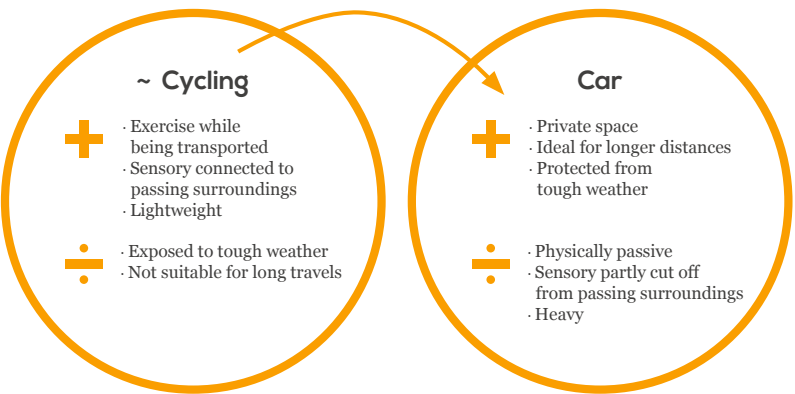 ~ Cycling
+
· Exercise while
being transported
· Sensory connected to
passing surroundings
· Lightweight
÷
· Exposed to tough weather
· Not suitable for long travels
Car
+
· Private space
· Ideal for longer distances
· Protected from
tough weather
÷
· Physically passive
· Sensory partly cut off
from passing surroundings
· Heavy